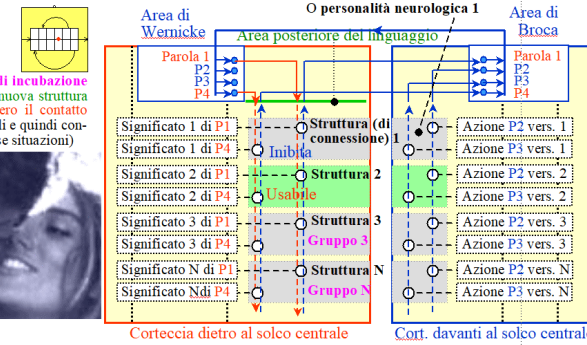 O personalità neurologica 1
Area di
Wernicke
Area di
Broca
Area posteriore del linguaggio
Parola 1
P2
P3
P4
Parola 1
P2
P3
P4
di incubazione
nuova struttura
ero il contatto
li e quindi con-
se situazioni)
Significato 1 di P1
Struttura (di
connessione) 1
Azione P2 vers. 1
Significato 1 di P4
Inibita
Azione P3 vers. 1
Significato 2 di P1
Struttura 2
Azione P2 vers. 2
Significato 2 di P4
Usabile
Azione P3 vers. 2
Significato 3 di P1
Struttura 3
Azione P2 vers. 3
Significato 3 di P4
Gruppo 3
Azione P3 vers. 3
Significato N di P1
Struttura N
Azione P2 vers. N
Significato Ndi P4
Gruppo N
Azione P3 vers. N
Corteccia dietro al solco centrale
Cort. davanti al solco centrale